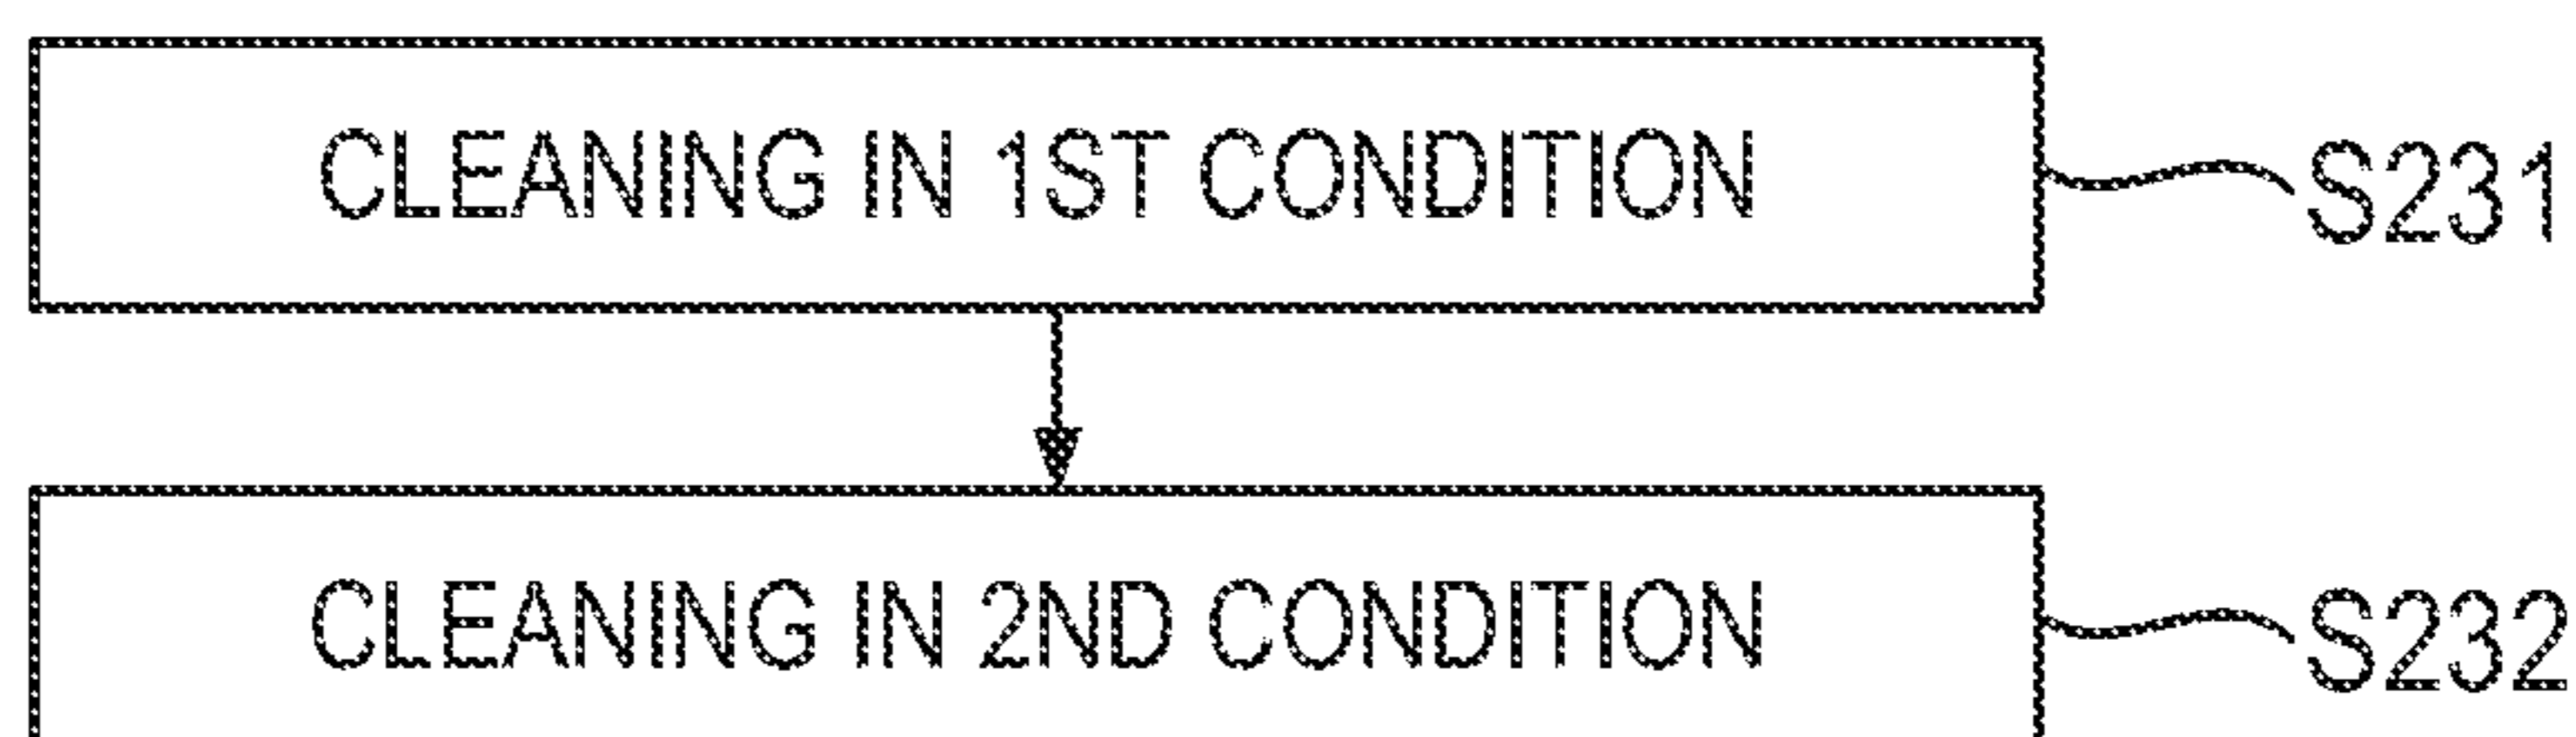 CLEANING IN 1ST CONDITION S231
CLEANING IN 2ND CONDITION S232